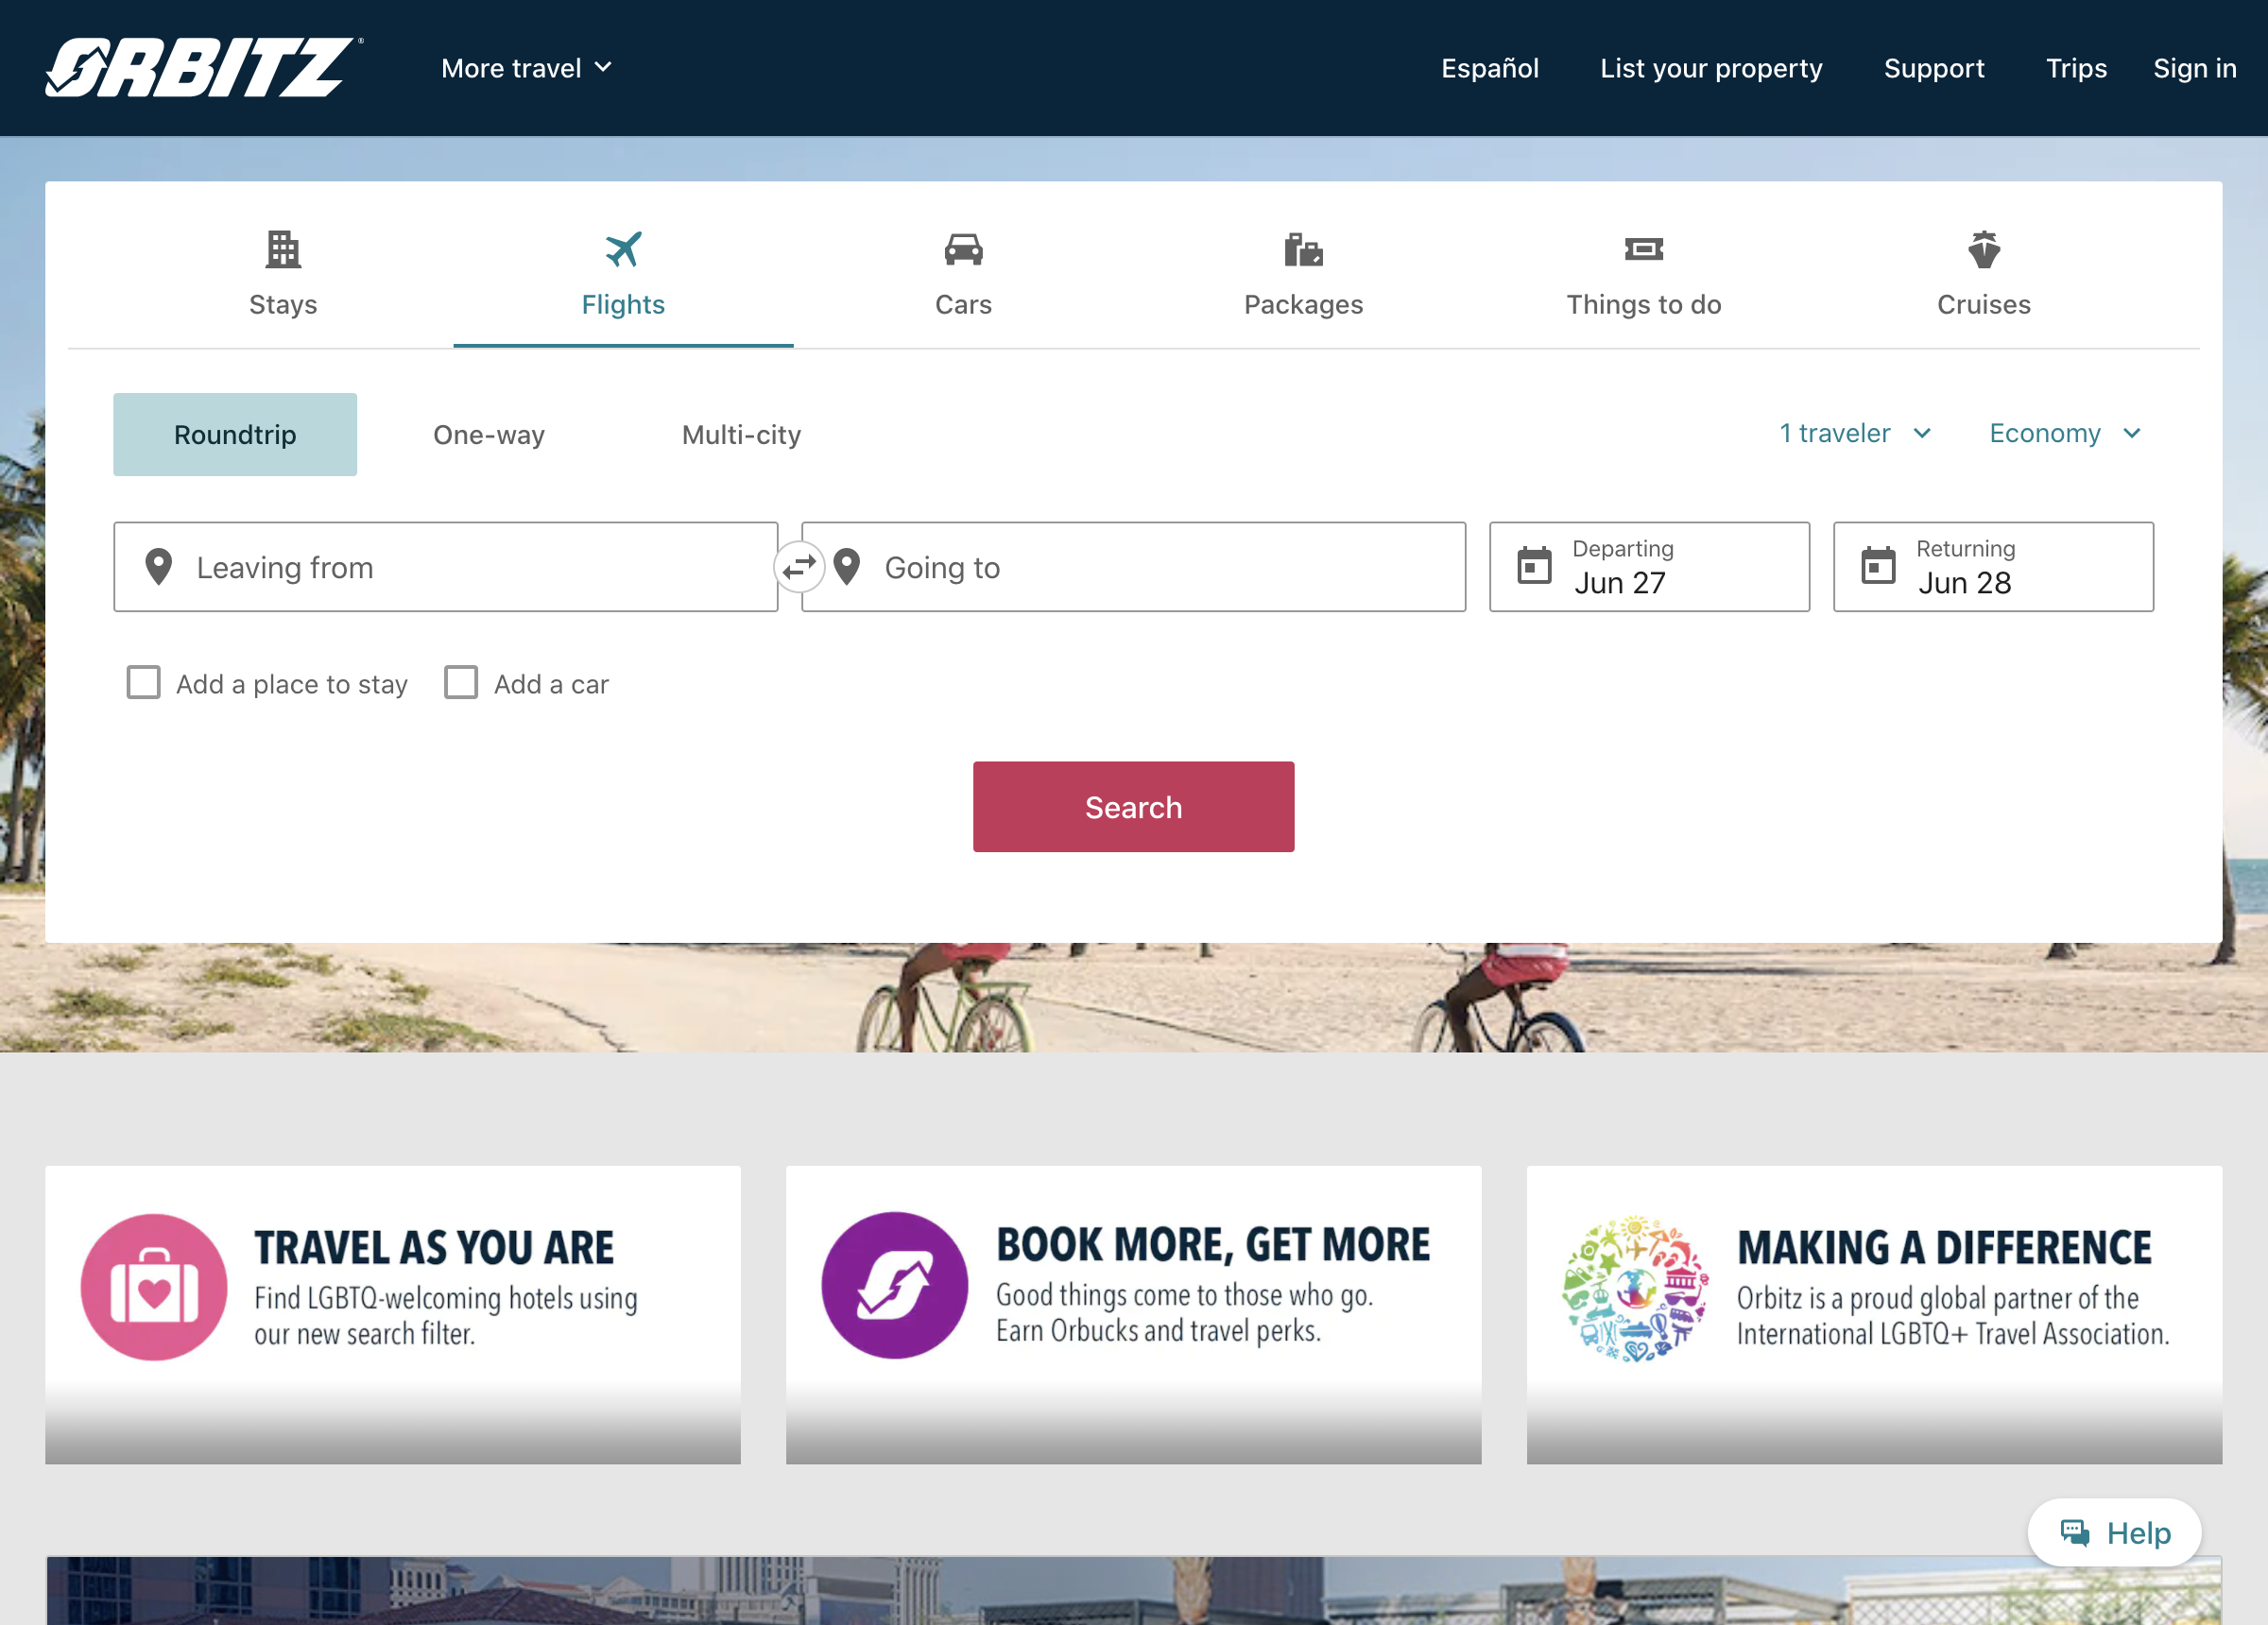 ORBITZ
More travel
Español
List your property
Support
Trips
Sign in
Stays
Flights
Cars
Packages
Things to do
Cruises
Roundtrip
One-way
Multi-city
1 traveler
Economy
Leaving from
Going to
Departing
Jun 27
Returning
Jun 28
Add a place to stay
Add a car
Search
TRAVEL AS YOU ARE
Find LGBTQ-welcoming hotels using
our new search filter.
BOOK MORE, GET MORE
Good things come to those who go.
Earn Orbucks and travel perks.
MAKING A DIFFERENCE
Orbitz is a proud global partner of the
International LGBTQ+ Travel Association.
Help